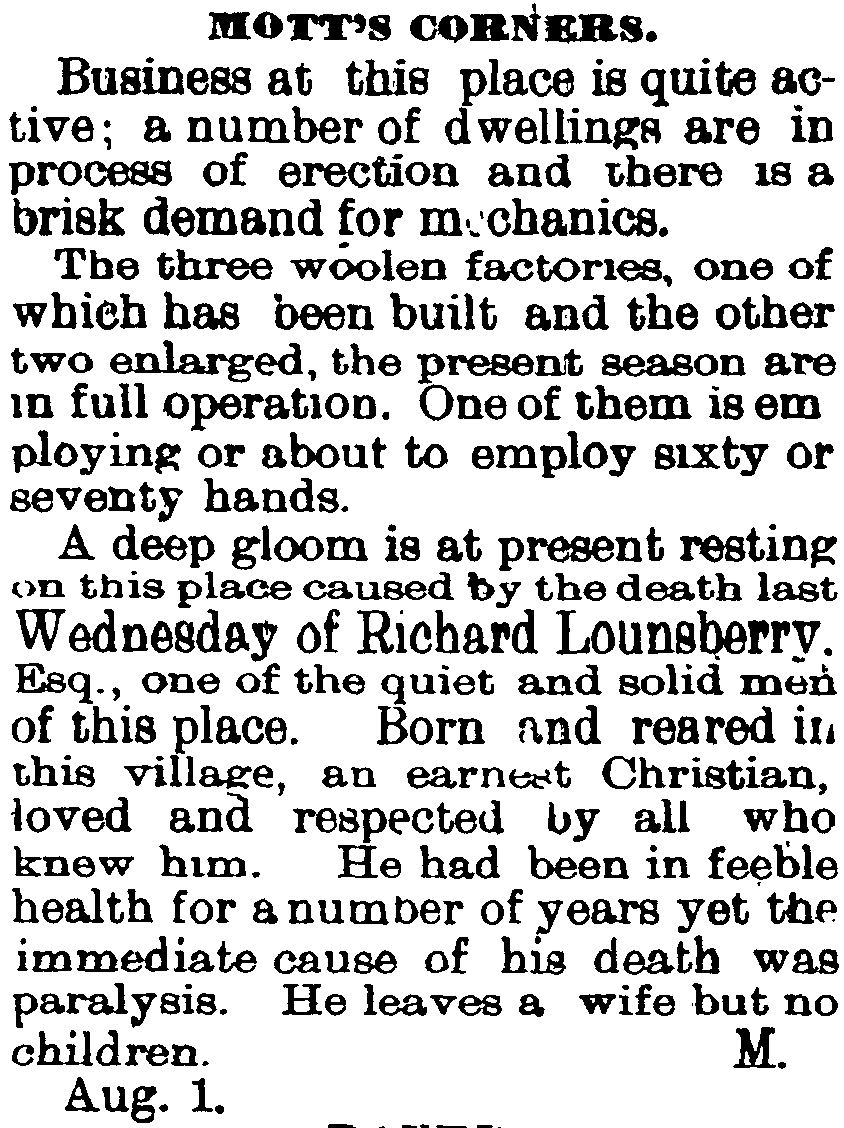 MOTT'S CORNERS.
Business at this place is quite ac-
tive; a number of dwellings are in
process of erection and there is a
brisk demand for mechanics.
The three woolen factories, one of
which has been built and the other
two enlarged, the present season are
in full operation. One of them is em
ploying or about to employ sixty or
seventy hands.
A deep gloom is at present resting
on this place caused by the death last
Wednesday of Richard Lounsberry.
Esq., one of the quiet and solid men
of this place. Born and reared in
this village, an earnest Christian,
loved and respected by all who
knew him. He had been in feeble
health for a number of years yet the
immediate cause of his death was
paralysis. He leaves a wife but no
children. M.
Aug. 1.